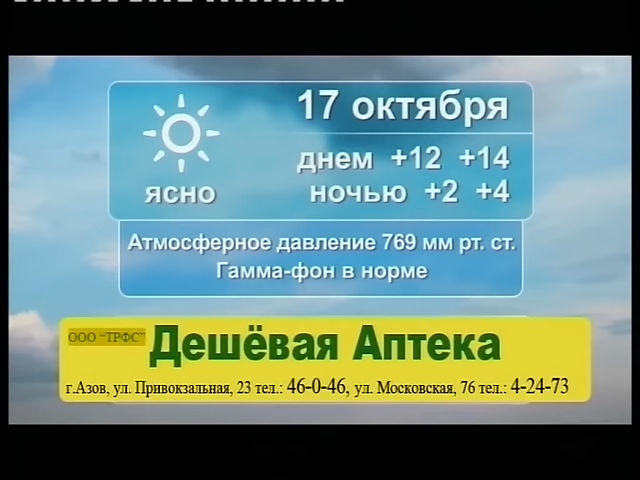 17 октября
днем +12 +14
ясно
ночью +2 +4
Атмосферное давление 769 мм рт. ст.
Гамма-фон в норме
ООО "ТРФС"
Дешёвая Аптека
г.Азов, ул. Привокзальная, 23 тел.: 46-0-46, ул. Московская, 76 тел.: 4-24-73